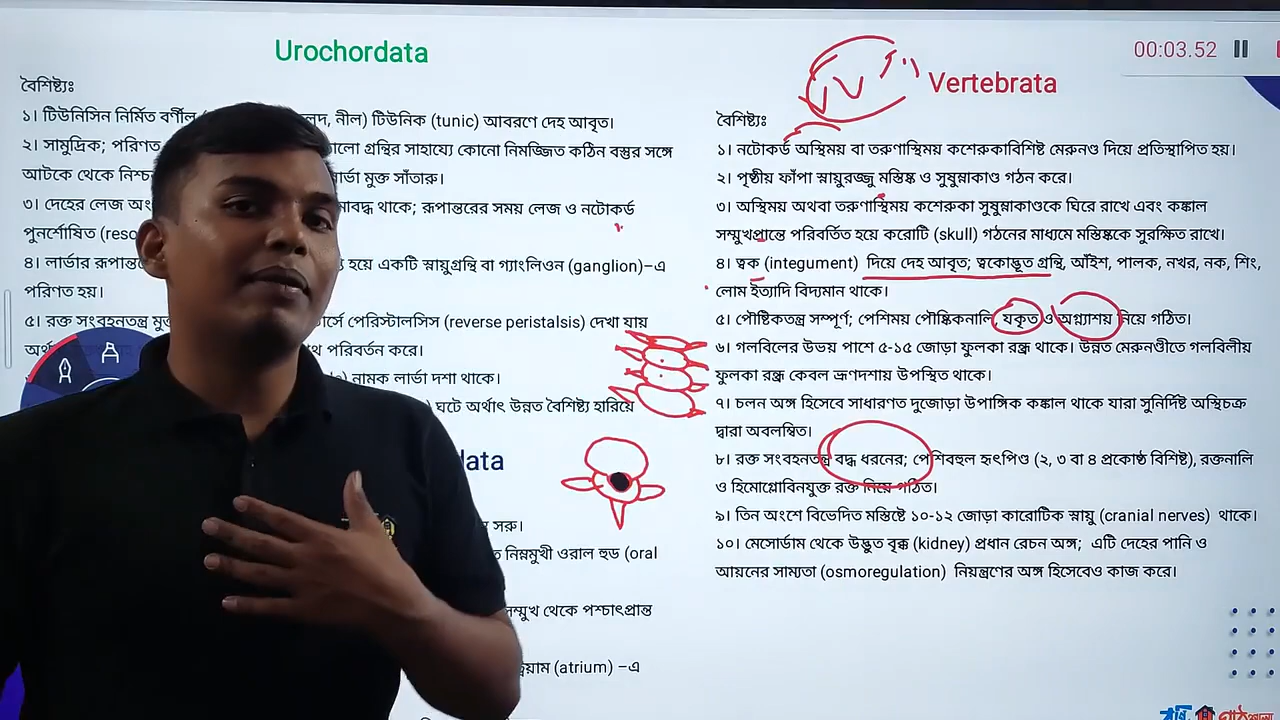 Urochordata
বৈশিষ্ট্যঃ
১। টিউনিসিন নির্মিত বর্ণীল নীল) টিউনিক (tunic) আবরণে দেহ আবৃত।
২। সামুদ্রিক; পরিণত গ্রন্থির সাহায্যে কোনো নিমজ্জিত কঠিন বস্তুর সঙ্গে
আটকে থেকে মুক্ত সাঁতারু।
৩। দেহের লেজ থাকে; রূপান্তরের সময় লেজ ও নটোকর্ড
পুনর্শোষিত
৪। লার্ভার হয়ে একটি স্নায়ুগ্রন্থি বা গ্যাংলিওন (ganglion)–এ
পরিণত হয়।
৫। রক্ত সংবহনতন্ত্র পেরিস্টালসিস (reverse peristalsis) দেখা যায়
পরিবর্তন করে।
নামক লার্ভা দশা থাকে।
ঘটে অর্থাৎ উন্নত বৈশিষ্ট্য হারিয়ে
সরু।
নিম্নমুখী ওরাল হুড (oral
সম্মুখ থেকে পশ্চাৎপ্রান্ত
(atrium) –এ
00:03.52
Vertebrata
বৈশিষ্ট্যঃ
১। নটোকর্ড অস্থিময় বা তরুণাস্থিময় কশেরুকাবিশিষ্ট মেরুদণ্ড দিয়ে প্রতিস্থাপিত হয়।
২। পৃষ্ঠীয় ফাঁপা স্নায়ুরজ্জু মস্তিষ্ক ও সুষুম্নাকাণ্ড গঠন করে।
৩। অস্থিময় অথবা তরুণাস্থিময় কশেরুকা সুষুম্নাকাণ্ডকে ঘিরে রাখে এবং কঙ্কাল
সম্মুখপ্রান্তে পরিবর্তিত হয়ে করোটি (skull) গঠনের মাধ্যমে মস্তিষ্ককে সুরক্ষিত রাখে।
৪। ত্বক (integument) দিয়ে দেহ আবৃত; ত্বকোদ্ভূত গ্রন্থি, আঁইশ, পালক, নখর, নক, শিং,
লোম ইত্যাদি বিদ্যমান থাকে।
৫। পৌষ্টিকতন্ত্র সম্পূর্ণ; পেশিময় পৌষ্টিকনালি, যকৃত ও অগ্ন্যাশয় নিয়ে গঠিত।
৬। গলবিলের উভয় পাশে ৫-১৫ জোড়া ফুলকা রন্ধ্র থাকে। উন্নত মেরুদণ্ডীতে গলবিলীয়
ফুলকা রন্ধ্র কেবল ভ্রূণদশায় উপস্থিত থাকে।
৭। চলন অঙ্গ হিসেবে সাধারণত দুজোড়া উপাঙ্গিক কঙ্কাল থাকে যারা সুনির্দিষ্ট অস্থিচক্র
দ্বারা অবলম্বিত।
৮। রক্ত সংবহনতন্ত্র বদ্ধ ধরনের; পেশিবহুল হৃৎপিণ্ড (২, ৩ বা ৪ প্রকোষ্ঠ বিশিষ্ট), রক্তনালি
ও হিমোগ্লোবিনযুক্ত রক্ত নিয়ে গঠিত।
৯। তিন অংশে বিভেদিত মস্তিষ্টে ১০-১২ জোড়া কারোটিক স্নায়ু (cranial nerves) থাকে।
১০। মেসোর্ডাম থেকে উদ্ভূত বৃক্ক (kidney) প্রধান রেচন অঙ্গ; এটি দেহের পানি ও
আয়নের সাম্যতা (osmoregulation) নিয়ন্ত্রণের অঙ্গ হিসেবেও কাজ করে।